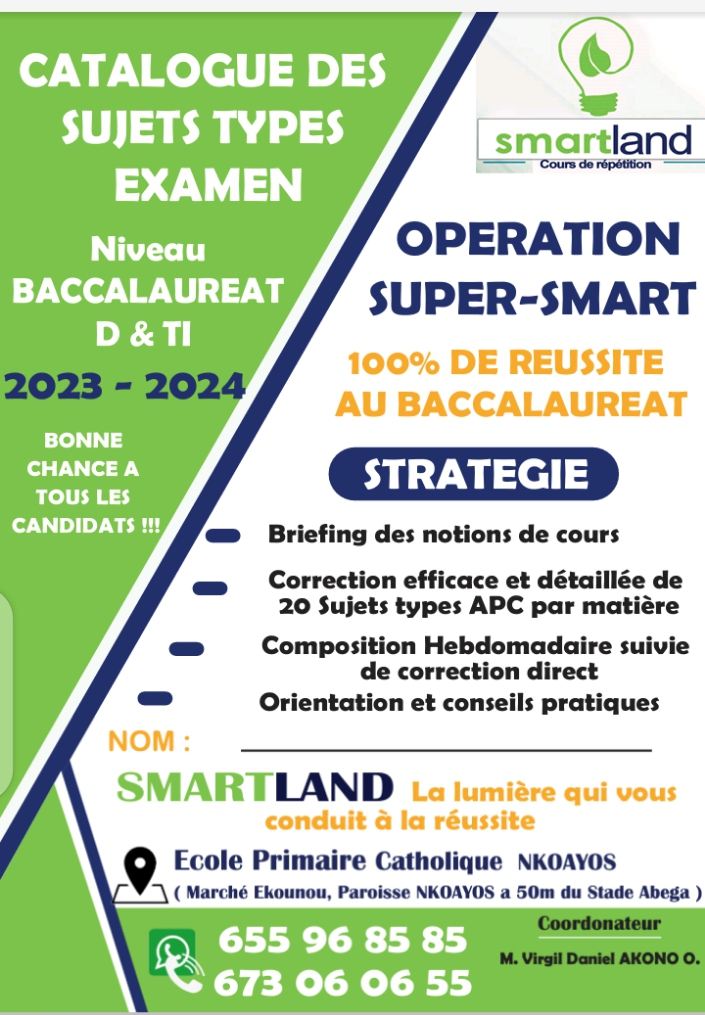 CATALOGUE DES
SUJETS TYPES
EXAMEN
Niveau
BACCALAUREAT
D & TI
2023 - 2024
BONNE
CHANCE A
TOUS LES
CANDIDATS !!!
smartland
Cours de répétition
OPERATION
SUPER-SMART
100% DE REUSSITE
AU BACCALAUREAT
STRATEGIE
Briefing des notions de cours
Correction efficace et détaillée de
20 Sujets types APC par matière
Composition Hebdomadaire suivie
de correction direct
Orientation et conseils pratiques
NOM :
SMARTLAND La lumière qui vous
conduit à la réussite
Ecole Primaire Catholique NKOAYOS
( Marché Ekounou, Paroisse NKOAYOS a 50m du Stade Abega )
655 96 85 85
673 06 06 55
Coordonateur
M. Virgil Daniel AKONO O.